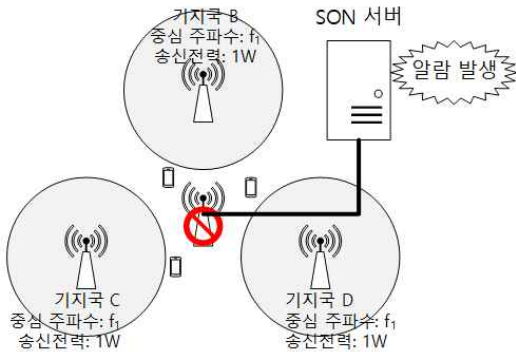 기지국 B
중심 주파수: f₁
송신전력: 1W
SON 서버
알람 발생
기지국 C
중심 주파수: f₁
송신전력: 1W
기지국 D
중심 주파수: f₁
송신전력: 1W